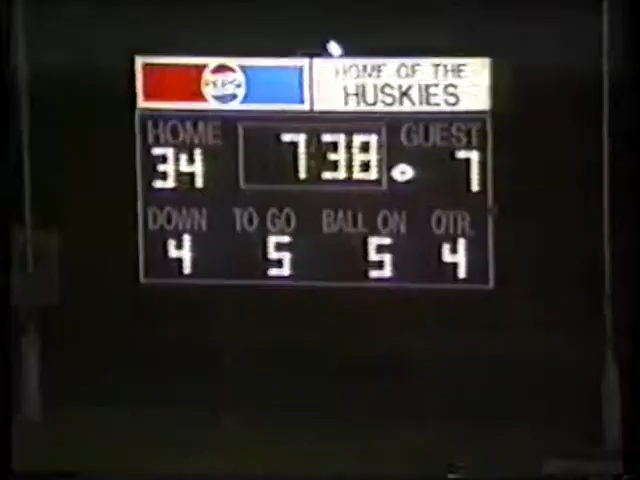 PEPSI
HOME OF THE
HUSKIES
HOME 7:38 GUEST
34 7
DOWN TO GO BALL ON QTR.
4 5 5 4